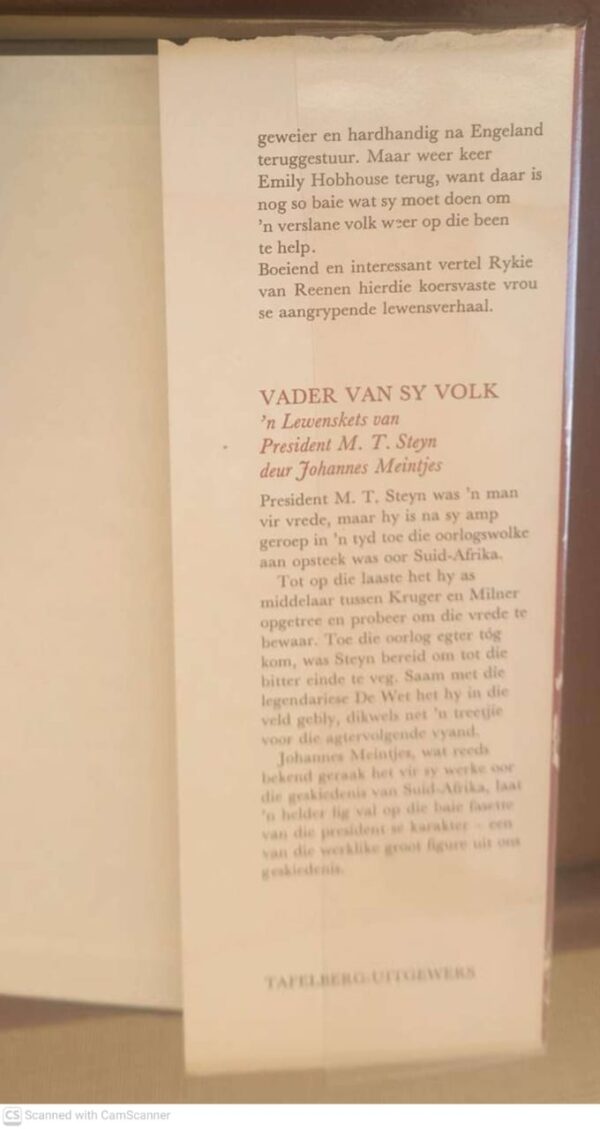 geweier en hardhandig na Engeland
teruggestuur. Maar weer keer
Emily Hobhouse terug, want daar is
nog so baie wat sy moet doen om
'n verslane volk weer op die been
te help.
Boeiend en interessant vertel Rykie
van Reenen hierdie koersvaste vrou
se aangrypende lewensverhaal.
VADER VAN SY VOLK
'n Lewenskets van
President M. T. Steyn
deur Johannes Meintjes
President M. T. Steyn was 'n man
vir vrede, maar hy is na sy amp
geroep in 'n tyd toe die oorlogswolke
aan opsteek was oor Suid-Afrika.
Tot op die laaste het hy as
middelaar tussen Kruger en Milner
opgetree en probeer om die vrede te
bewaar. Toe die oorlog egter tóg
kom, was Steyn bereid om tot die
bitter einde te veg. Saam met die
legendariese De Wet het hy in die
veld gebly, dikwels net 'n treetjie
voor die agtervolgende vyand.
Johannes Meintjes, wat reeds
bekend geraak het vir sy werke oor
die geskiedenis van Suid-Afrika, laat
'n helder lig val op die baie fasette
van die president se karakter – een
van die werklike groot figure uit ons
geskiedenis.
TAFELBERG-UITGEWERS
CS Scanned with CamScanner